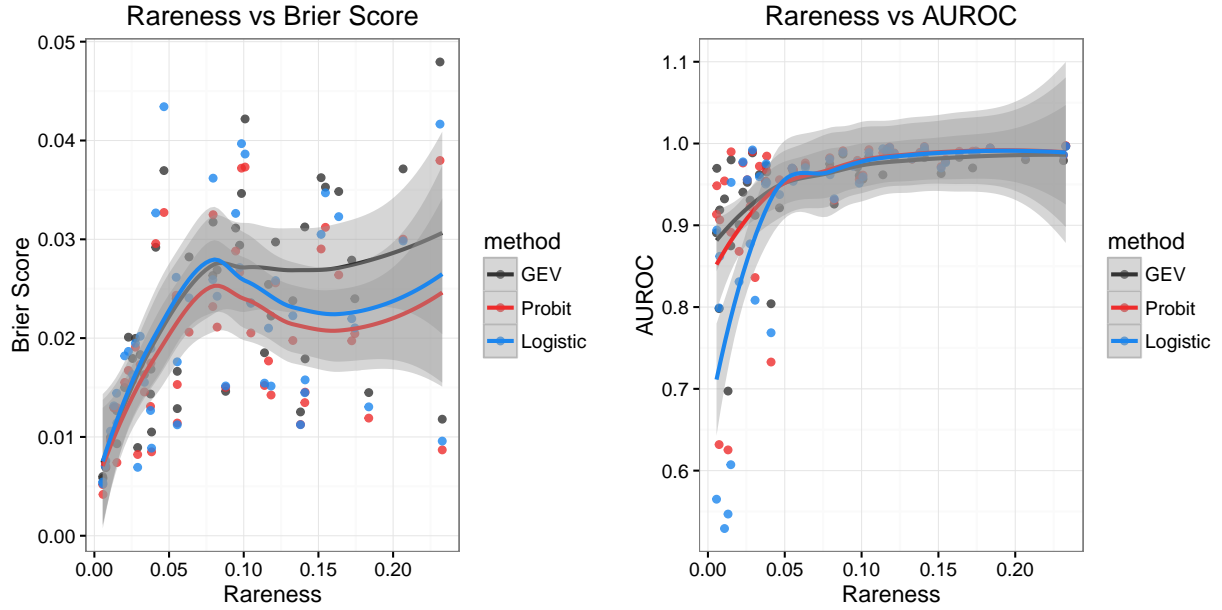 Rareness vs Brier Score
0.05
0.04
0.03
0.02
0.01
0.00
Brier Score
0.00 0.05 0.10 0.15 0.20
Rareness
method
GEV
Probit
Logistic
Rareness vs AUROC
1.1
1.0
0.9
0.8
0.7
0.6
AUROC
0.00 0.05 0.10 0.15 0.20
Rareness
method
GEV
Probit
Logistic